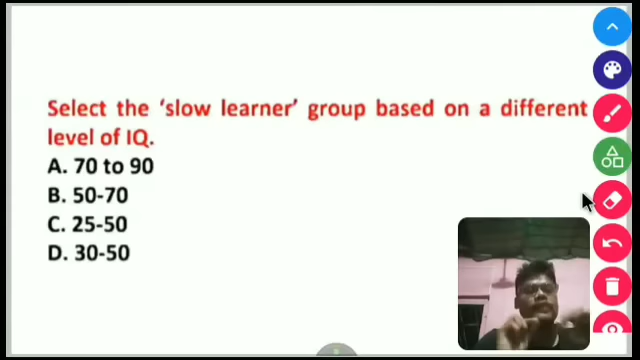 Select the ‘slow learner’ group based on a different
level of IQ.
A. 70 to 90
B. 50-70
C. 25-50
D. 30-50